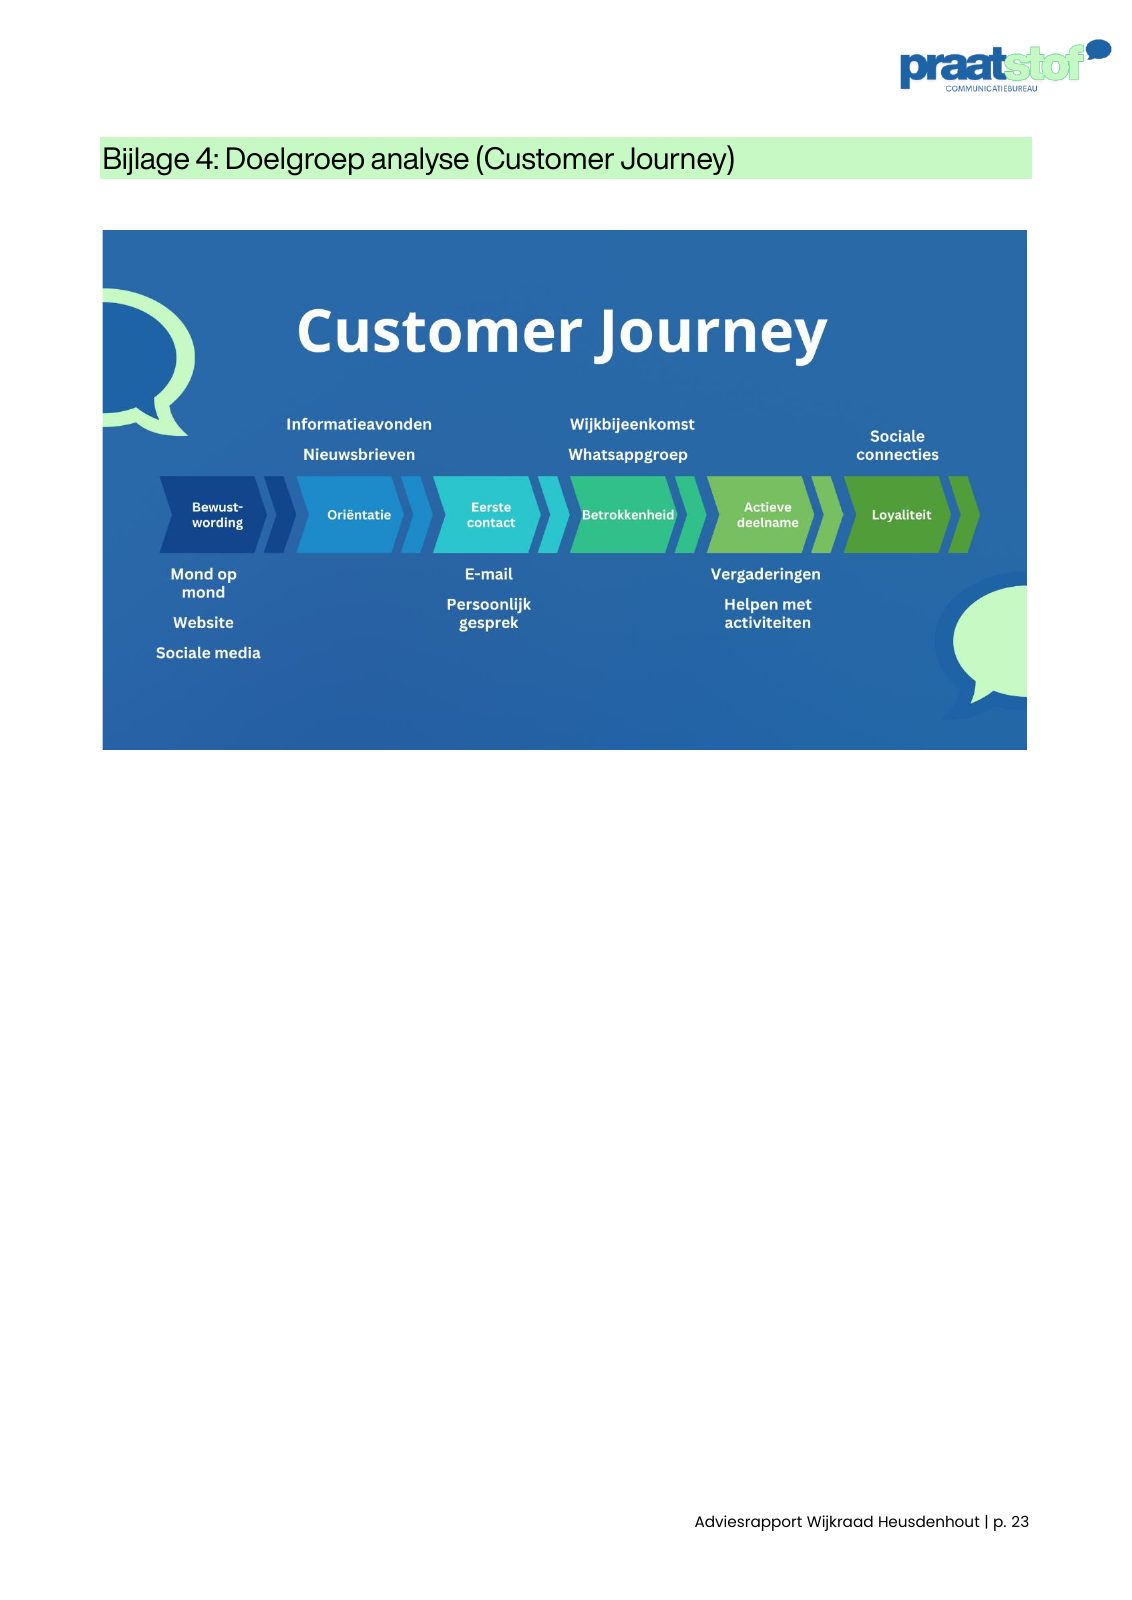 praatstof
COMMUNICATIEBUREAU
Bijlage 4: Doelgroep analyse (Customer Journey)
Customer Journey
Informatieavonden
Nieuwsbrieven
Wijkbijeenkomst
Whatsappgroep
Sociale
connecties
Bewust-
wording
Oriëntatie
Eerste
contact
Betrokkenheid
Actieve
deelname
Loyaliteit
Mond op
mond
Website
Sociale media
E-mail
Persoonlijk
gesprek
Vergaderingen
Helpen met
activiteiten
Adviesrapport Wijkraad Heusdenhout | p. 23